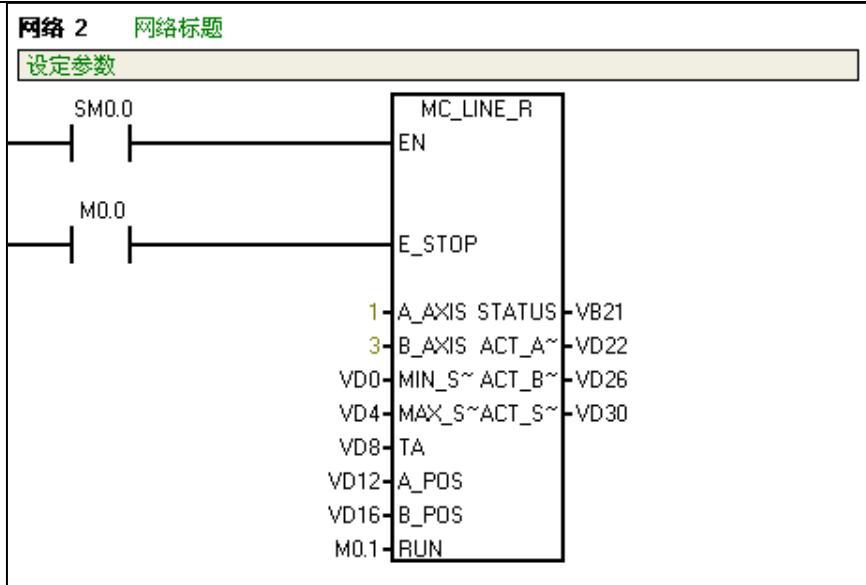 网络 2 网络标题
设定参数
SM0.0 MC_LINE_R
EN
M0.0
E_STOP
1 A_AXIS STATUS VB21
3 B_AXIS ACT_A~ VD22
VD0 MIN_S~ ACT_B~ VD26
VD4 MAX_S~ ACT_S~ VD30
VD8 TA
VD12 A_POS
VD16 B_POS
M0.1 RUN